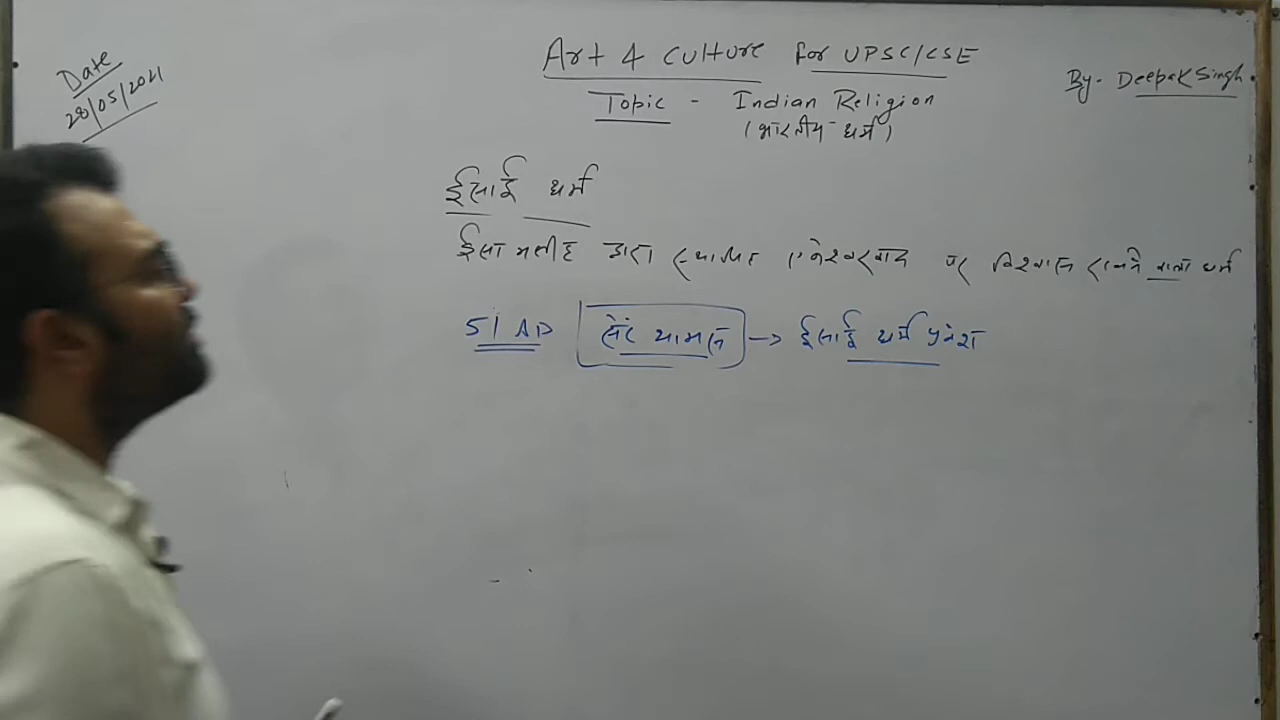 Date
28/05/2021
Art & Culture for UPSC/CSE
By- Deepak Singh
Topic - Indian Religion
(भारतीय धर्म)
ईसाई धर्म
ईसा मसीह द्वारा स्थापित एकेश्वरवाद पर विश्वास रखने वाला धर्म
51 AD सेंट थामस → ईसाई धर्म प्रवेश